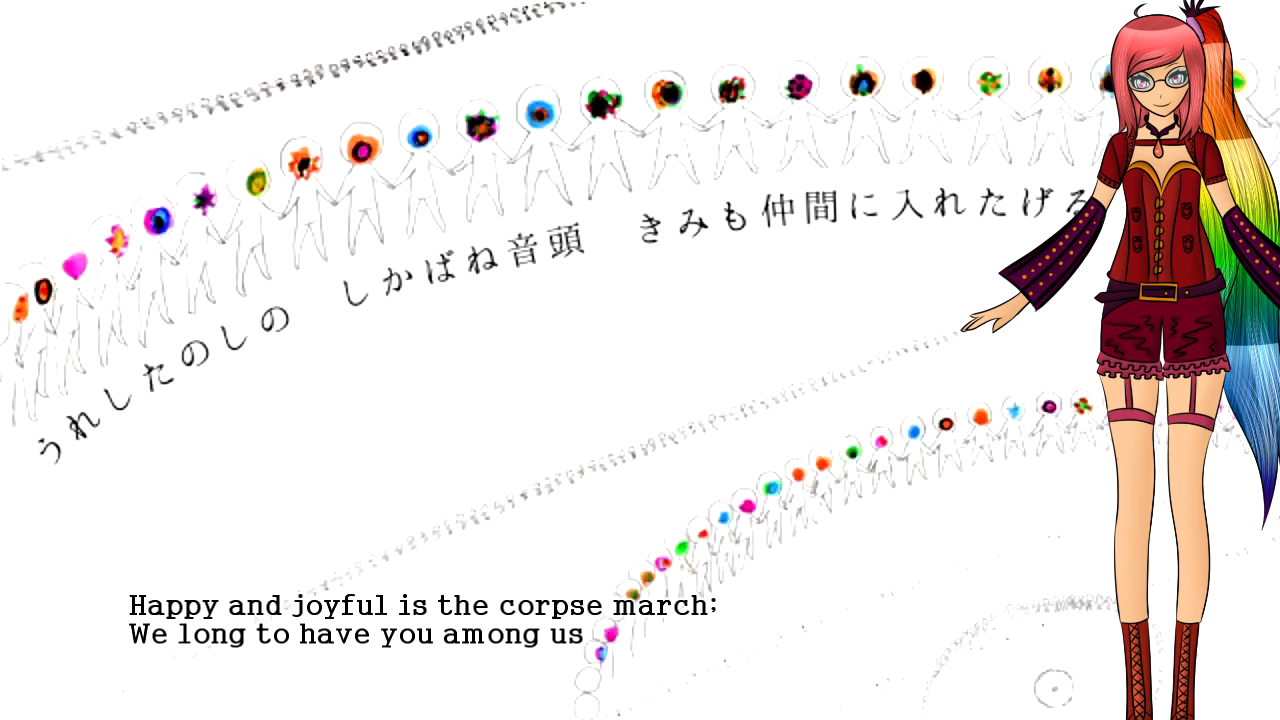 うれしたのしの しかばね音頭 きみも仲間に入れたげる
Happy and joyful is the corpse march;
We long to have you among us